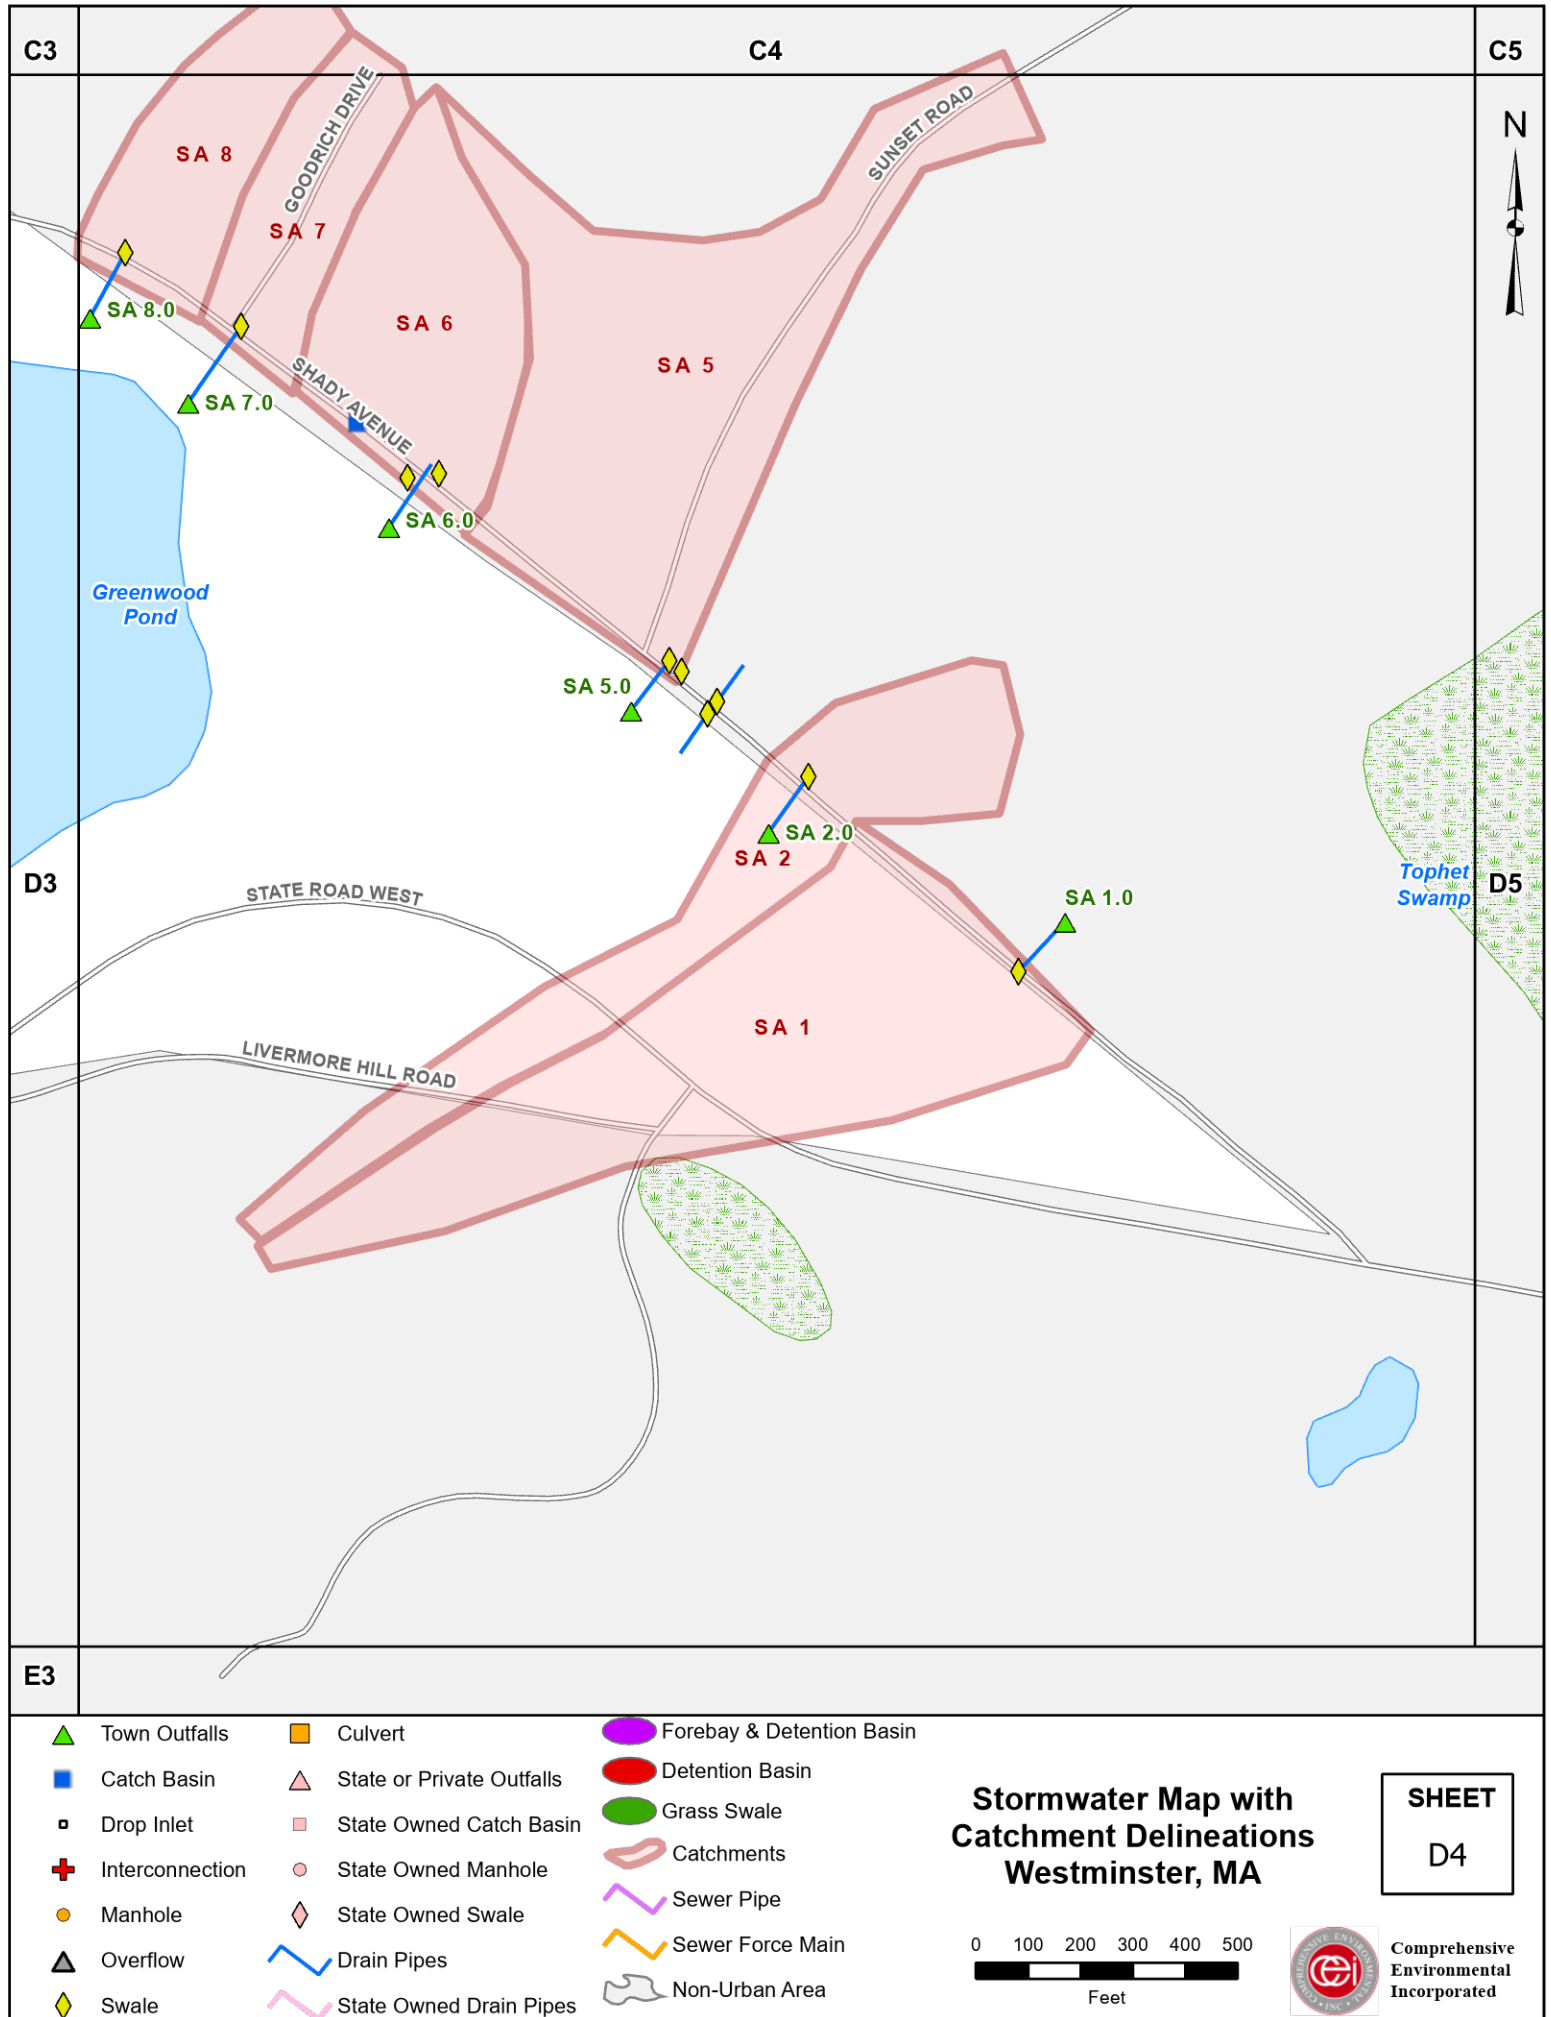 C3
C4
C5
N
SUNSET ROAD
GOODRICH DRIVE
SA 8
SA 7
SA 8.0
SA 6
SA 5
SHADY AVENUE
SA 7.0
SA 6.0
Greenwood
Pond
SA 5.0
SA 2.0
SA 2
D3
STATE ROAD WEST
Tophet
Swamp
D5
SA 1.0
SA 1
LIVERMORE HILL ROAD
E3
Town Outfalls
Catch Basin
Drop Inlet
Interconnection
Manhole
Overflow
Swale
Culvert
State or Private Outfalls
State Owned Catch Basin
State Owned Manhole
State Owned Swale
Drain Pipes
State Owned Drain Pipes
Forebay & Detention Basin
Detention Basin
Grass Swale
Catchments
Sewer Pipe
Sewer Force Main
Non-Urban Area
Stormwater Map with
Catchment Delineations
Westminster, MA
SHEET
D4
0 100 200 300 400 500
Feet
COMPREHENSIVE ENVIRONMENTAL
• INC •
cei
Comprehensive
Environmental
Incorporated